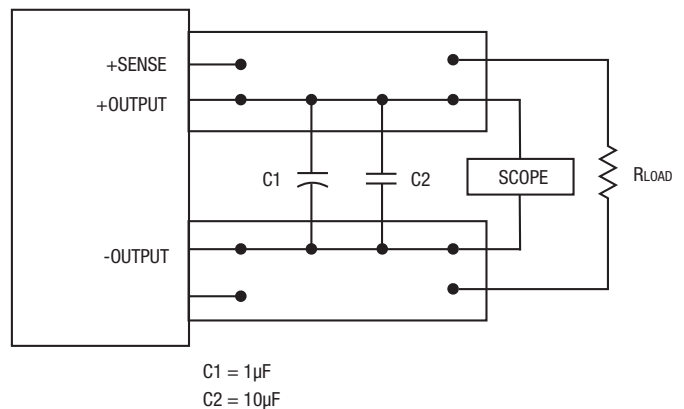 +SENSE
+OUTPUT
C1
C2
SCOPE
RLOAD
-OUTPUT
C1 = 1µF
C2 = 10µF